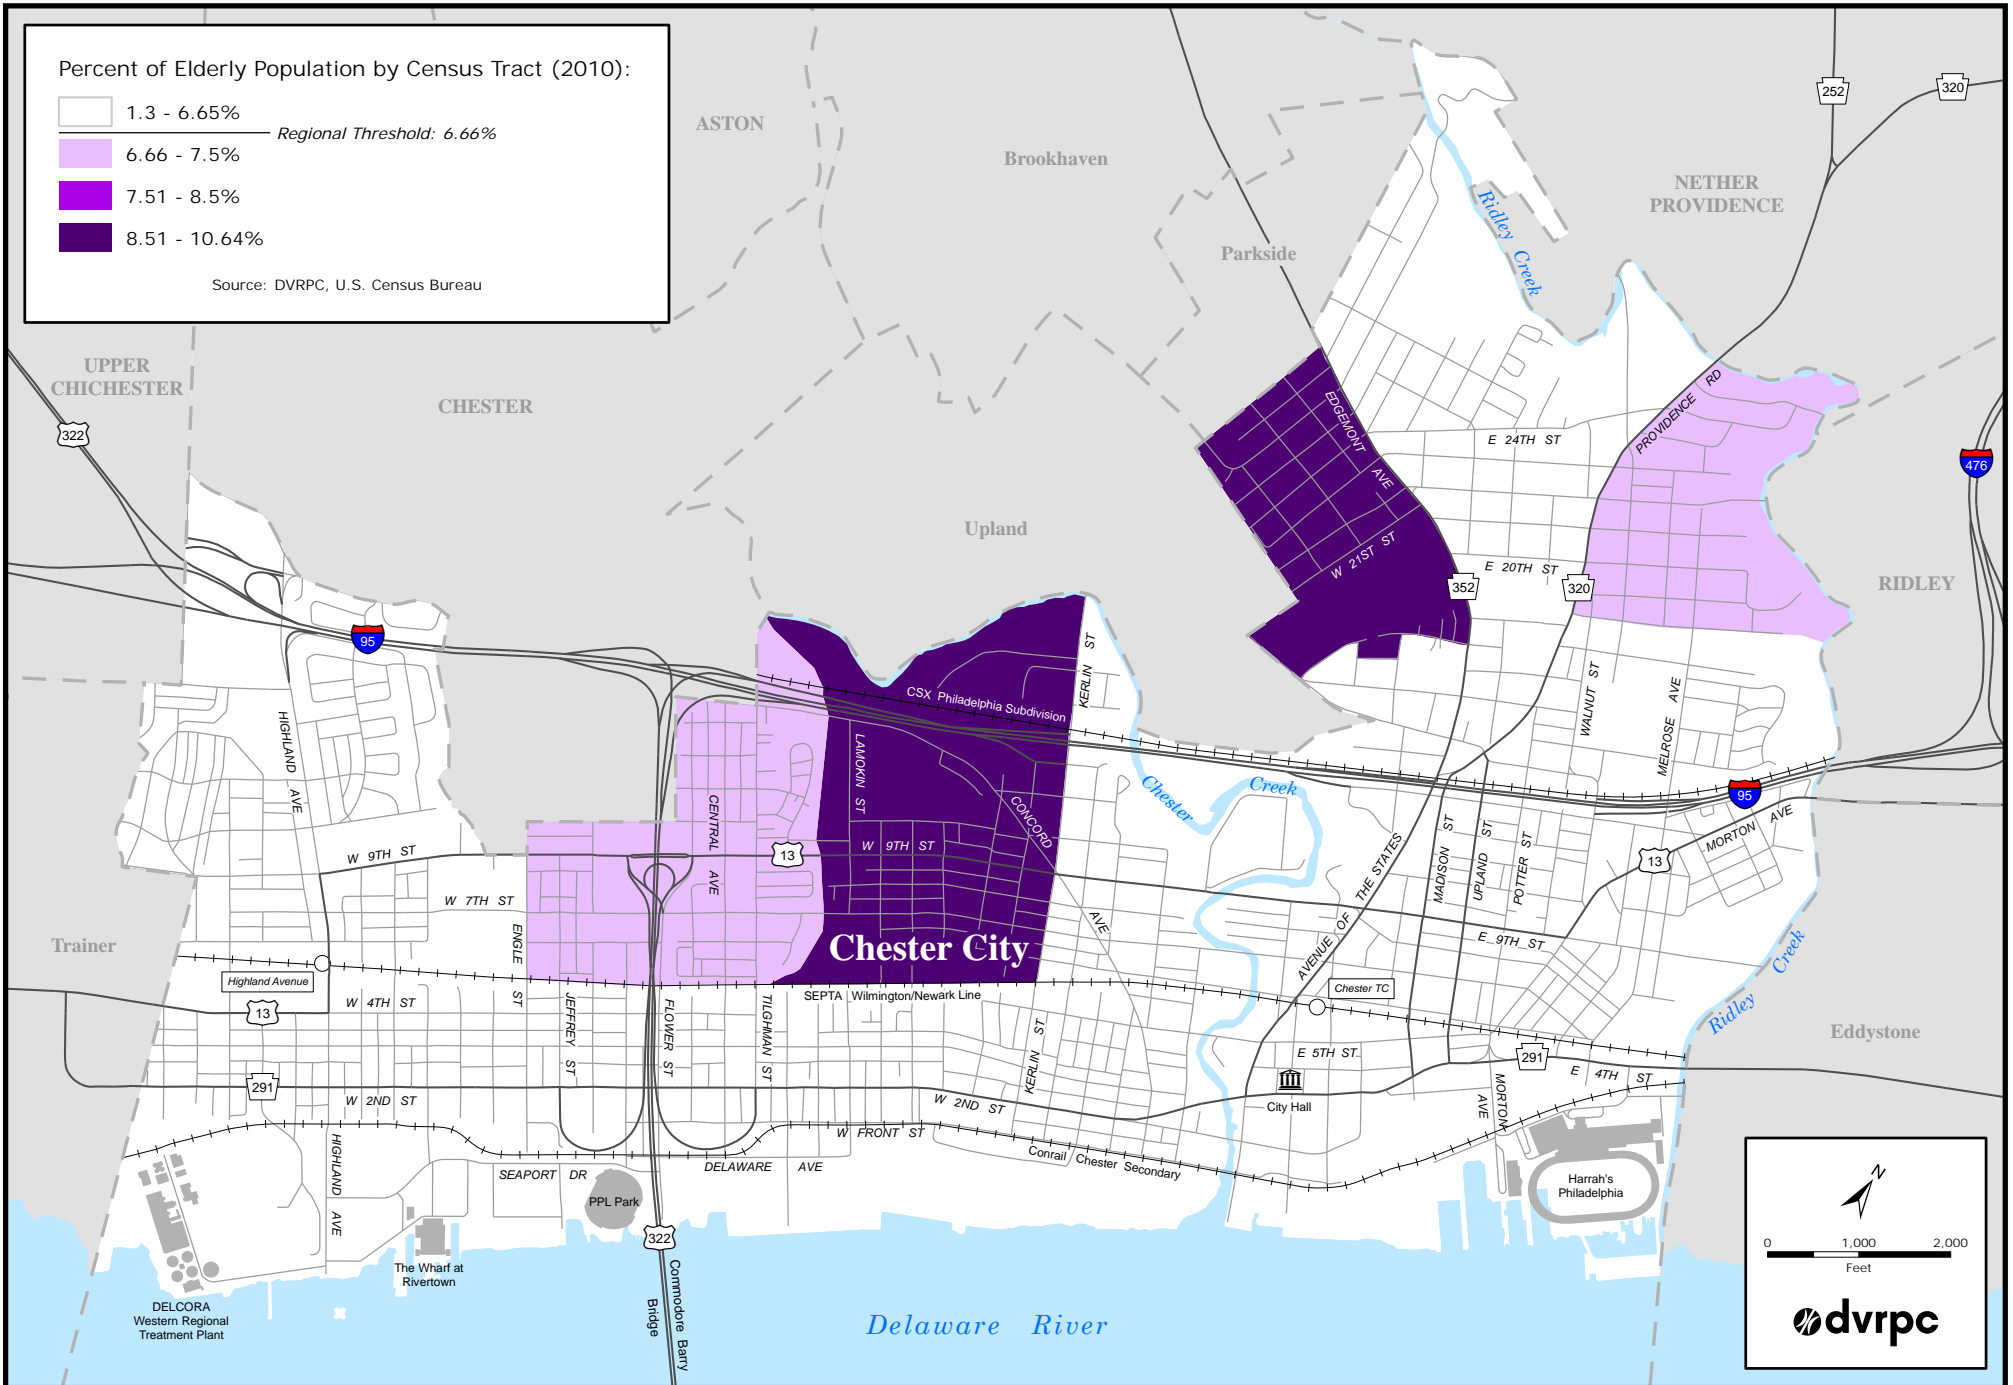 Percent of Elderly Population by Census Tract (2010):
1.3 - 6.65%
Regional Threshold: 6.66%
6.66 - 7.5%
7.51 - 8.5%
8.51 - 10.64%
Source: DVRPC, U.S. Census Bureau
ASTON
Brookhaven
Parkside
NETHER
PROVIDENCE
252
320
Ridley Creek
UPPER
CHICHESTER
CHESTER
322
Upland
RIDLEY
476
EDGEMONT AVE
E 24TH ST
PROVIDENCE RD
W 21ST ST
E 20TH ST
352
320
95
KERLIN ST
CSX Philadelphia Subdivision
HIGHLAND AVE
LAMOKIN ST
CENTRAL AVE
CONCORD AVE
WALNUT ST
MELROSE AVE
Chester Creek
95
MORTON AVE
13
W 9TH ST
13
W 9TH ST
AVENUE OF THE STATES
MADISON ST
UPLAND ST
POTTER ST
W 7TH ST
ENGLE ST
Chester City
E 9TH ST
Trainer
Highland Avenue
13
W 4TH ST
JEFFREY ST
FLOWER ST
TILGHMAN ST
SEPTA Wilmington/Newark Line
KERLIN ST
Chester TC
Ridley Creek
Eddystone
E 5TH ST
291
E 4TH ST
291
W 2ND ST
W 2ND ST
City Hall
MORTON AVE
HIGHLAND AVE
W FRONT ST
Conrail Chester Secondary
SEAPORT DR
DELAWARE AVE
PPL Park
Harrah's
Philadelphia
322
Commodore Barry
Bridge
The Wharf at
Rivertown
DELCORA
Western Regional
Treatment Plant
Delaware River
N
0 1,000 2,000
Feet
dvrpc